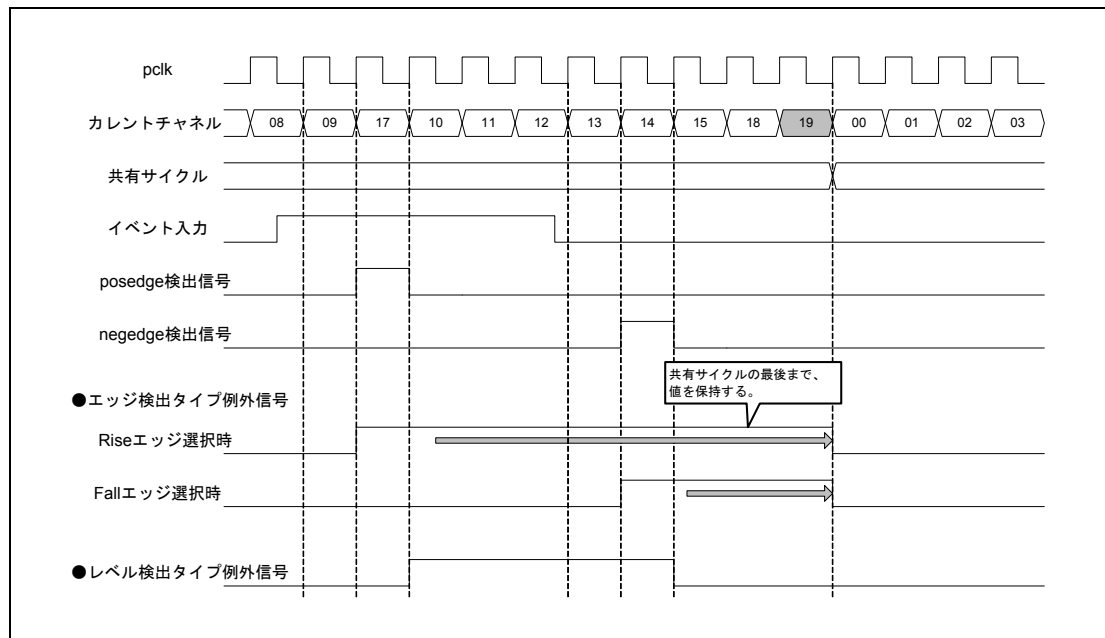 pclk
カレントチャネル 08 09 17 10 11 12 13 14 15 18 19 00 01 02 03
共有サイクル
イベント入力
posedge検出信号
negedge検出信号
共有サイクルの最後まで、
値を保持する。
●エッジ検出タイプ例外信号
Riseエッジ選択時
Fallエッジ選択時
●レベル検出タイプ例外信号